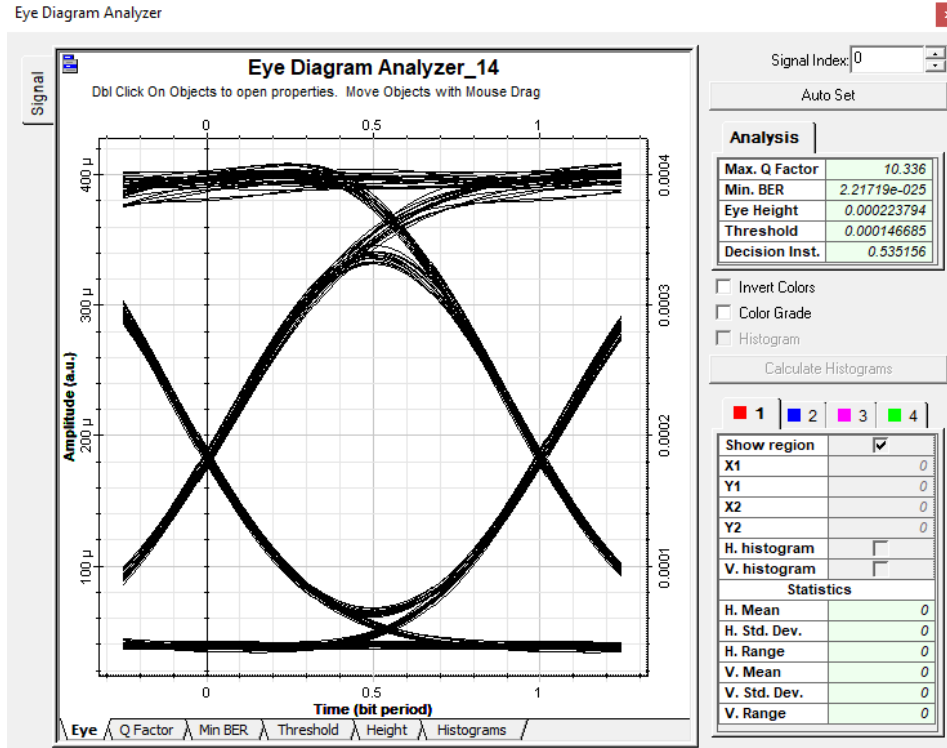 Eye Diagram Analyzer
Signal
Eye Diagram Analyzer_14
Dbl Click On Objects to open properties. Move Objects with Mouse Drag
0 0.5 1
400 µ
300 µ
200 µ
100 µ
Amplitude (a.u.)
0.0004
0.0003
0.0002
0.0001
0 0.5 1
Time (bit period)
Eye Q Factor Min BER Threshold Height Histograms
Signal Index: 0
Auto Set
Analysis
Max. Q Factor 10.336
Min. BER 2.21719e-025
Eye Height 0.000223794
Threshold 0.000146685
Decision Inst. 0.535156
Invert Colors
Color Grade
Histogram
Calculate Histograms
1 2 3 4
Show region
X1 0
Y1 0
X2 0
Y2 0
H. histogram
V. histogram
Statistics
H. Mean 0
H. Std. Dev. 0
H. Range 0
V. Mean 0
V. Std. Dev. 0
V. Range 0